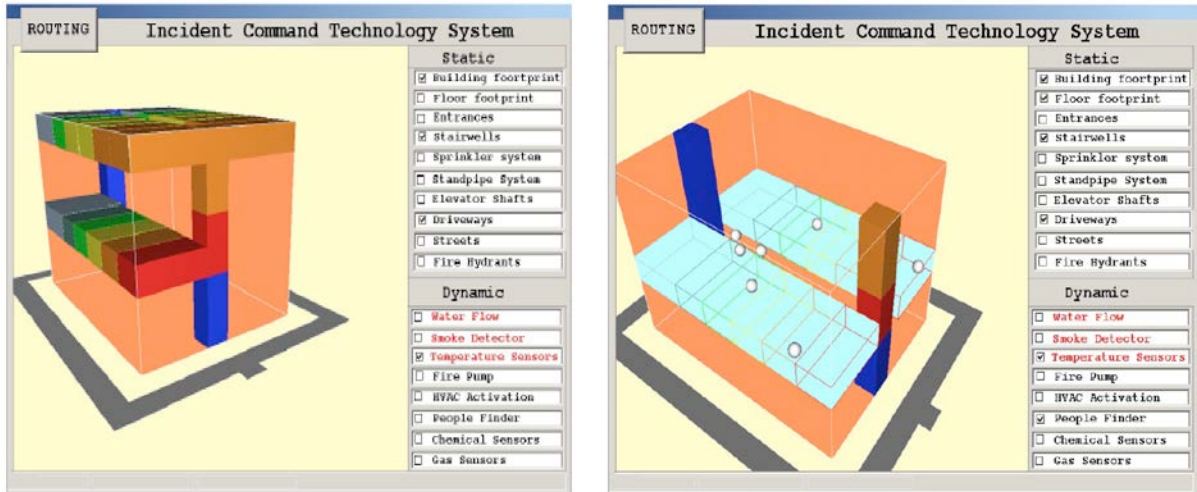 ROUTING
Incident Command Technology System
Static
Building foortprint
Floor footprint
Entrances
Stairwells
Sprinkler system
Standpipe System
Elevator Shafts
Driveways
Streets
Fire Hydrants
Dynamic
Water Flow
Smoke Detector
Temperature Sensors
Fire Pump
HVAC Activation
People Finder
Chemical Sensors
Gas Sensors
ROUTING
Incident Command Technology System
Static
Building foortprint
Floor footprint
Entrances
Stairwells
Sprinkler system
Standpipe System
Elevator Shafts
Driveways
Streets
Fire Hydrants
Dynamic
Water Flow
Smoke Detector
Temperature Sensors
Fire Pump
HVAC Activation
People Finder
Chemical Sensors
Gas Sensors